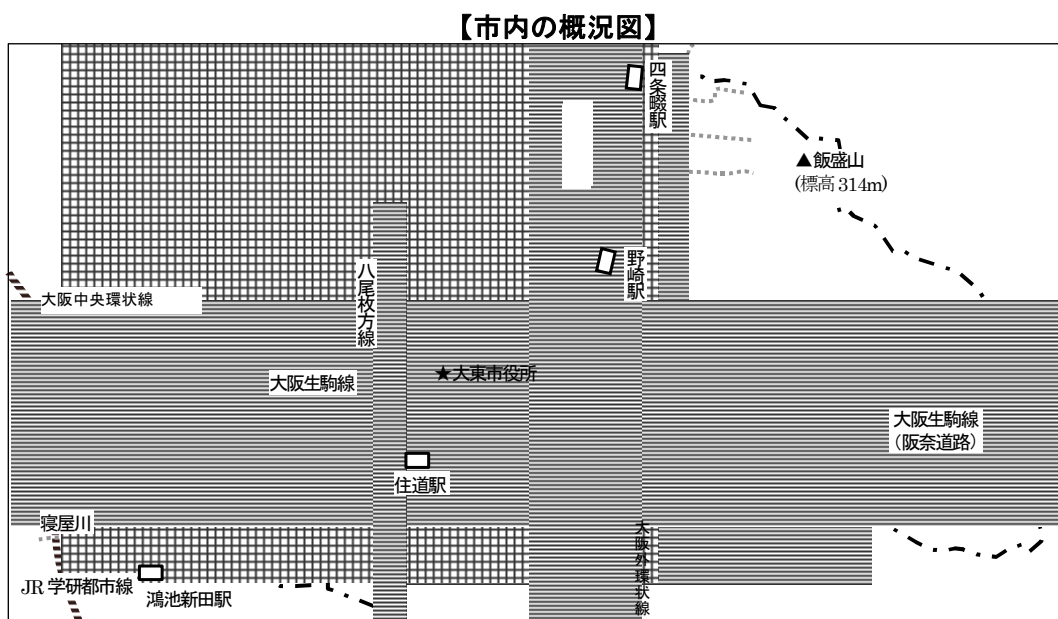 【市内の概況図】
四条畷駅
▲飯盛山
(標高 314m)
野崎駅
八尾枚方線
大阪中央環状線
★大東市役所
大阪生駒線
大阪生駒線
（阪奈道路）
住道駅
寝屋川
大阪外環状線
JR 学研都市線
鴻池新田駅